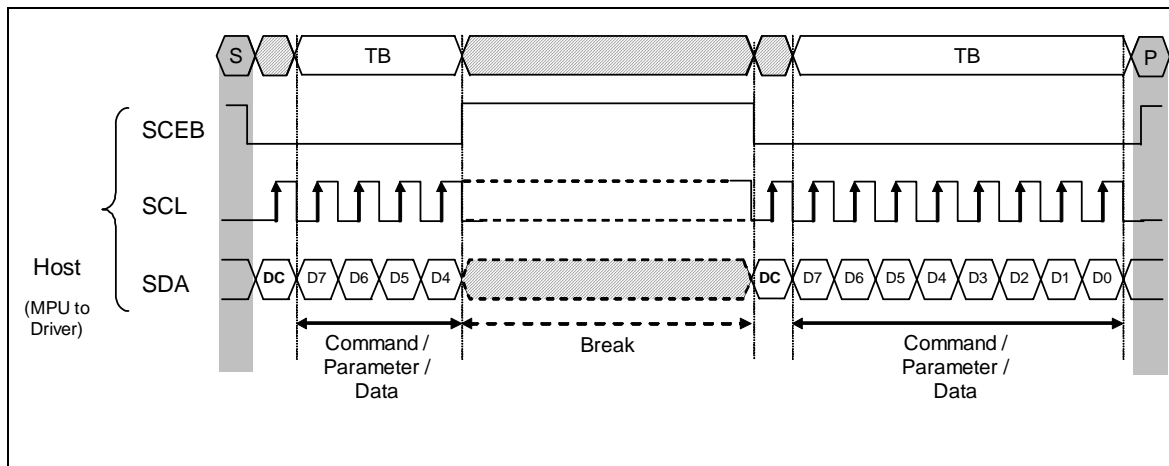 S TB TB P
SCEB
SCL
Host
(MPU to
Driver)
SDA DC D7 D6 D5 D4 DC D7 D6 D5 D4 D3 D2 D1 D0
Command /
Parameter /
Data
Break
Command /
Parameter /
Data